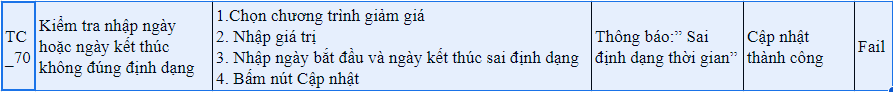 TC
_70
Kiểm tra nhập ngày
hoặc ngày kết thúc
không đúng định dạng
1.Chọn chương trình giảm giá
2. Nhập giá trị
3. Nhập ngày bắt đầu và ngày kết thúc sai định dạng
4. Bấm nút Cập nhật
Thông báo:” Sai
định dạng thời gian”
Cập nhật
thành công
Fail